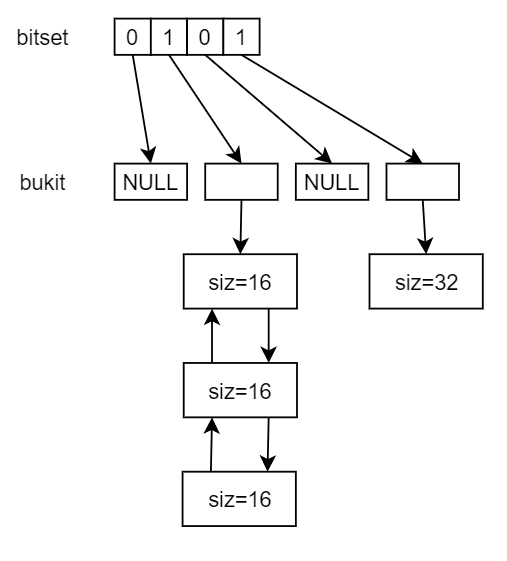 bitset 0 1 0 1
bukit NULL NULL
siz=16 siz=32
siz=16
siz=16